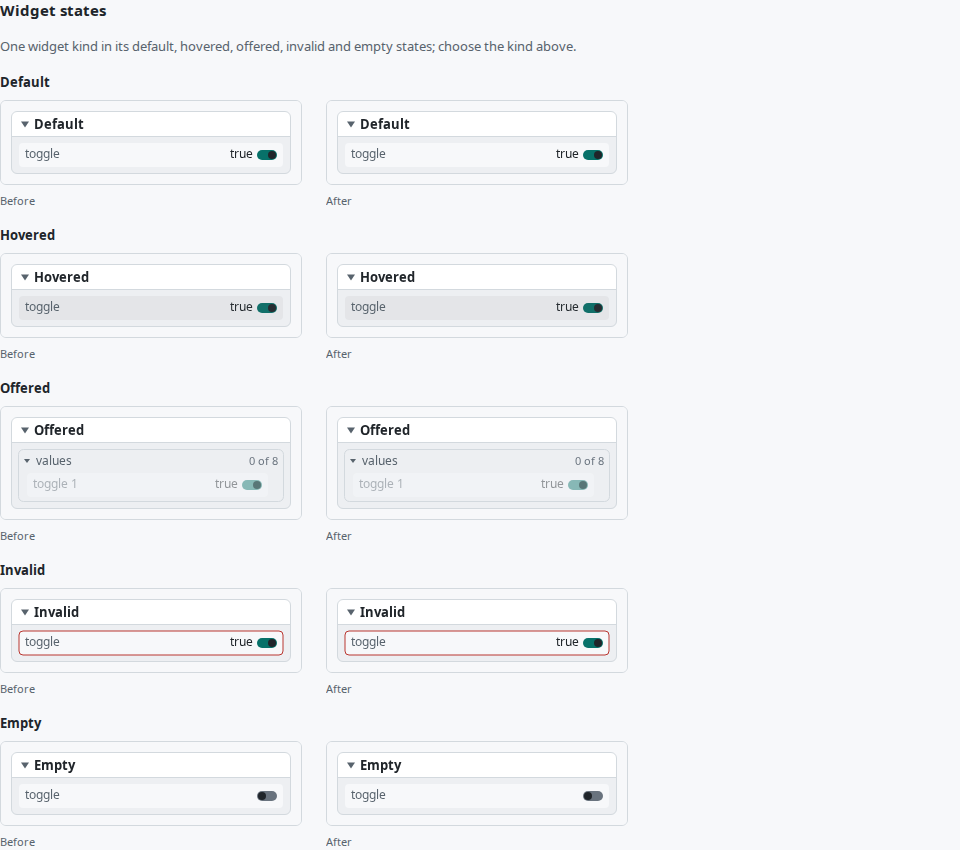 Widget states
One widget kind in its default, hovered, offered, invalid and empty states; choose the kind above.
Default
Default
toggle true
Before
Default
toggle true
After
Hovered
Hovered
toggle true
Before
Hovered
toggle true
After
Offered
Offered
values 0 of 8
toggle 1 true
Before
Offered
values 0 of 8
toggle 1 true
After
Invalid
Invalid
toggle true
Before
Invalid
toggle true
After
Empty
Empty
toggle
Before
Empty
toggle
After